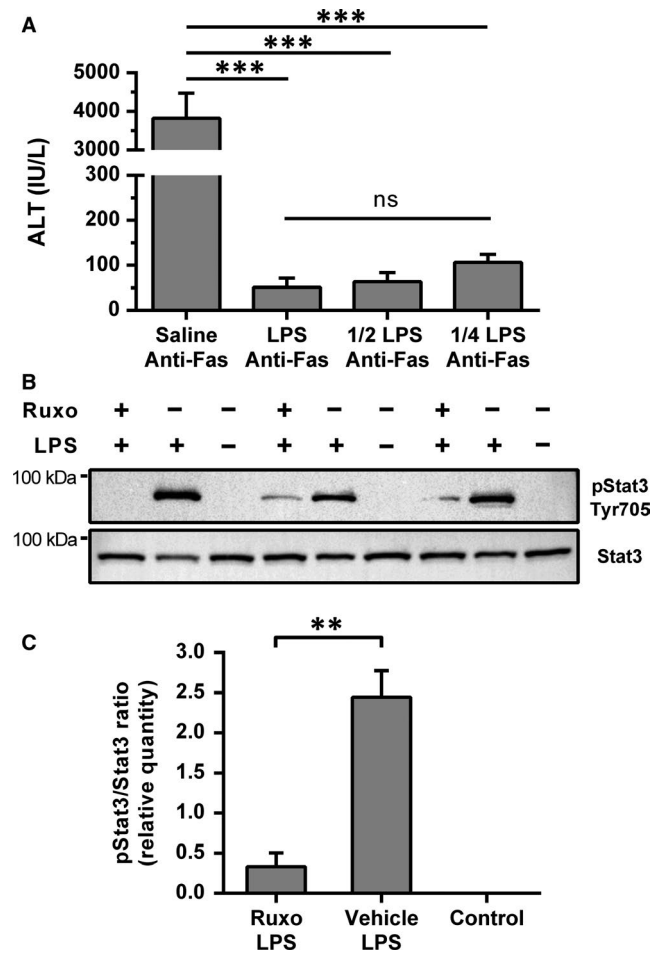 A
***
***
***
5000
4000
3000
300
200
100
0
ALT (IU/L)
ns
Saline LPS 1/2 LPS 1/4 LPS
Anti-Fas Anti-Fas Anti-Fas Anti-Fas
B
Ruxo + − − + − − + − −
LPS + + − + + − + + −
100 kDa
pStat3
Tyr705
100 kDa
Stat3
C
**
3.0
2.5
2.0
1.5
1.0
0.5
0.0
pStat3/Stat3 ratio
(relative quantity)
Ruxo Vehicle Control
LPS LPS